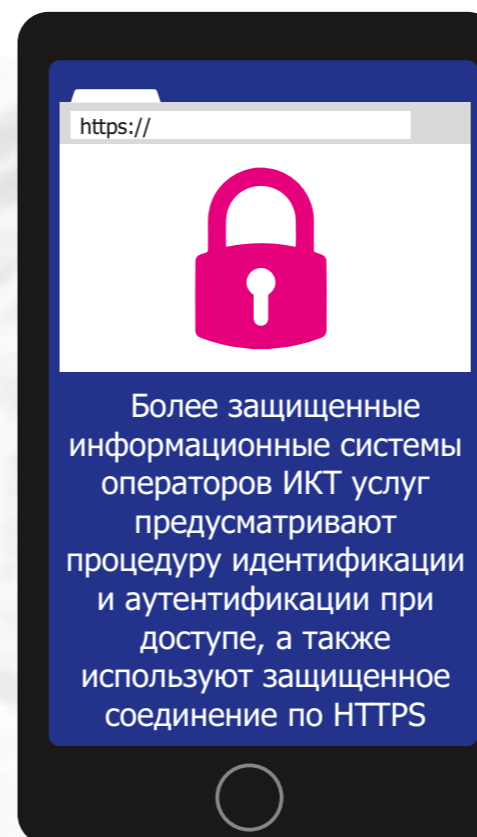 https://
Более защищенные
информационные системы
операторов ИКТ услуг
предусматривают
процедуру идентификации
и аутентификации при
доступе, а также
используют защищенное
соединение по HTTPS